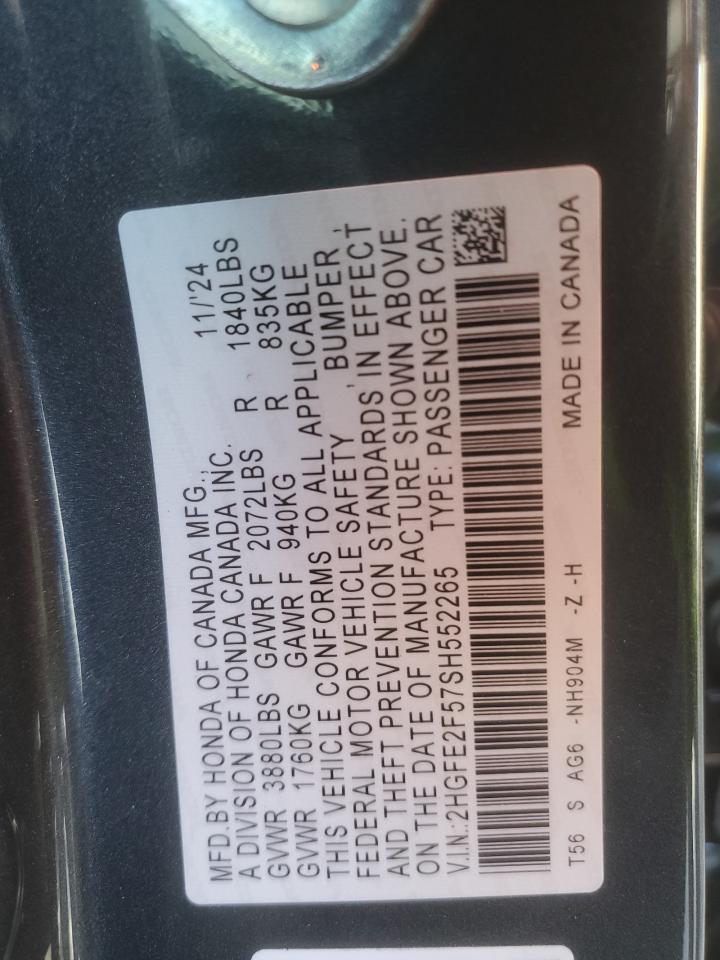 MFD.BY HONDA OF CANADA MFG., 11/'24
A DIVISION OF HONDA CANADA INC.
GVWR 3880LBS GAWR F 2072LBS R 1840LBS
GVWR 1760KG GAWR F 940KG R 835KG
THIS VEHICLE CONFORMS TO ALL APPLICABLE
FEDERAL MOTOR VEHICLE SAFETY , BUMPER ,
AND THEFT PREVENTION STANDARDS IN EFFECT
ON THE DATE OF MANUFACTURE SHOWN ABOVE.
V.I.N.:2HGFE2F57SH552265 TYPE: PASSENGER CAR
T56 S AG6 -NH904M -Z -H MADE IN CANADA